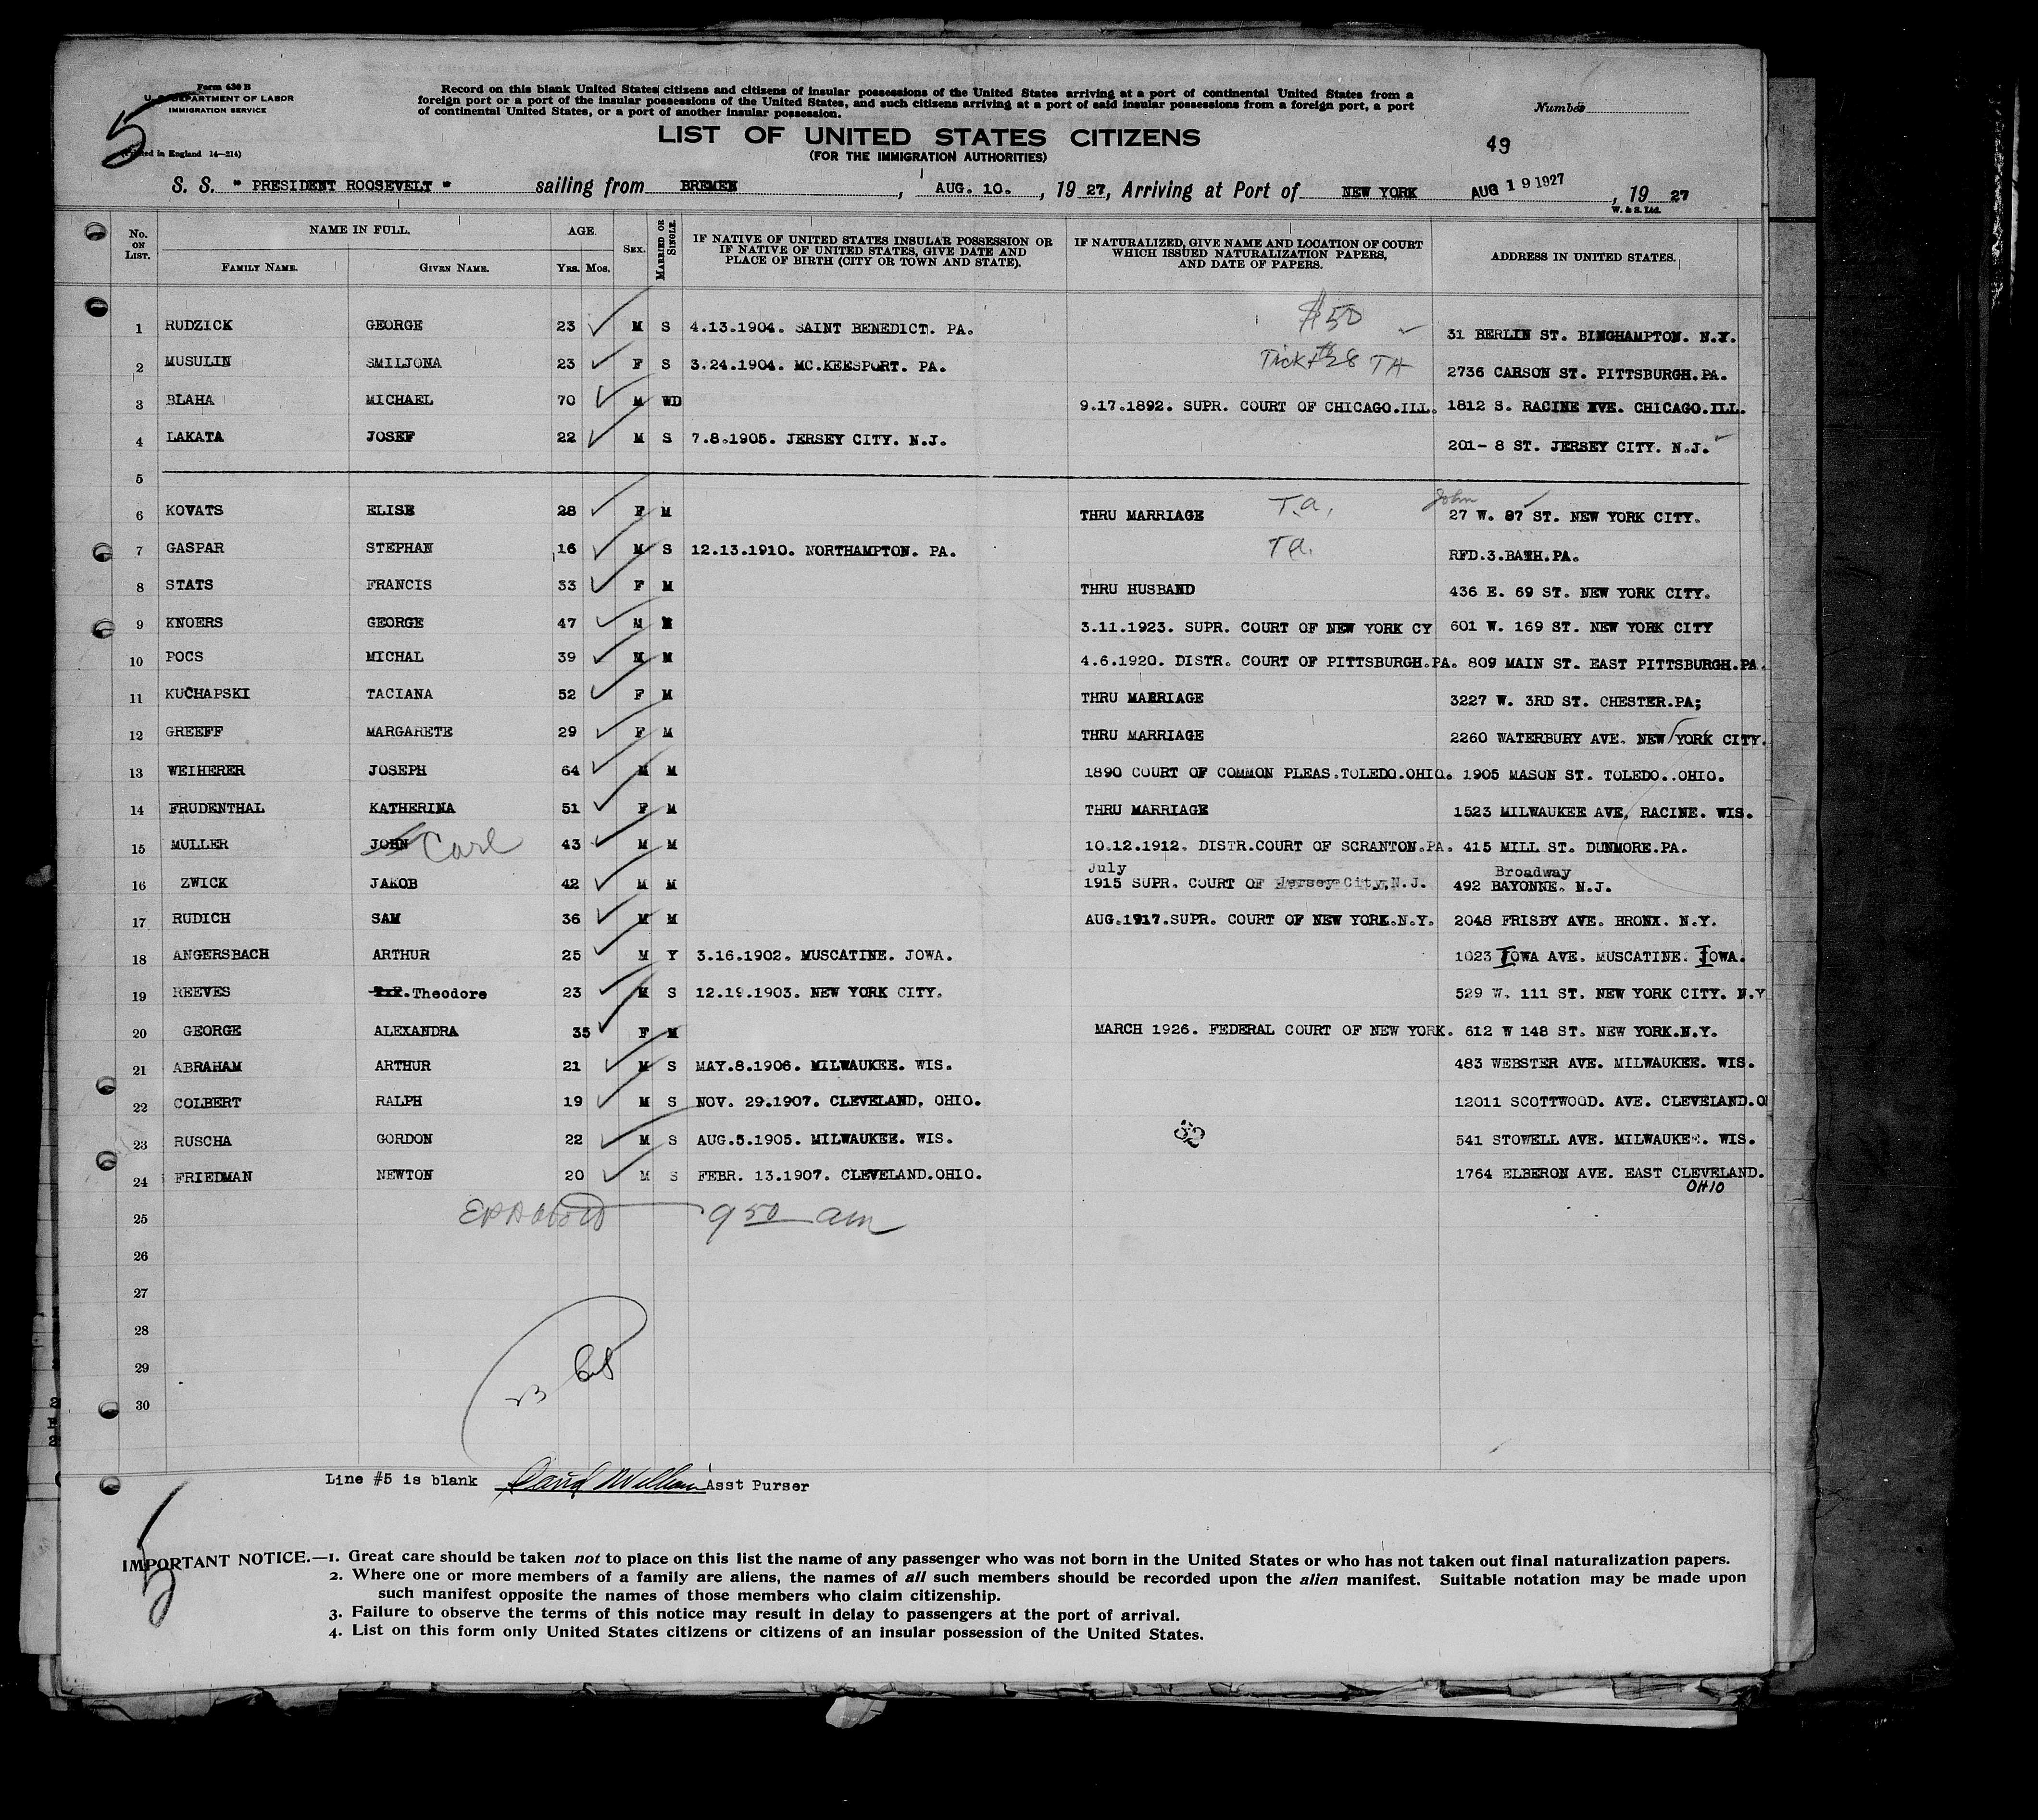 Form 630 B
U. S. DEPARTMENT OF LABOR
IMMIGRATION SERVICE
5
(Printed in England 14—214)
Record on this blank United States citizens and citizens of insular possessions of the United States arriving at a port of continental United States from a
foreign port or a port of the insular possessions of the United States, and such citizens arriving at a port of said insular possessions from a foreign port, a port
of continental United States, or a port of another insular possession.
Number
LIST OF UNITED STATES CITIZENS
(FOR THE IMMIGRATION AUTHORITIES)
49
S. S. " PRESIDENT ROOSEVELT " sailing from BREMEN, AUG. 10., 19 27, Arriving at Port of NEW YORK AUG 19 1927, 19 27
W. & S. Ltd.
No. ON LIST. NAME IN FULL. AGE. SEX. MARRIED OR SINGLE. IF NATIVE OF UNITED STATES INSULAR POSSESSION OR IF NATIVE OF UNITED STATES, GIVE DATE AND PLACE OF BIRTH (CITY OR TOWN AND STATE). IF NATURALIZED, GIVE NAME AND LOCATION OF COURT WHICH ISSUED NATURALIZATION PAPERS, AND DATE OF PAPERS. ADDRESS IN UNITED STATES.
FAMILY NAME. GIVEN NAME. YRS. MOS.
1 RUDZICK GEORGE 23 M S 4.13.1904. SAINT BENEDICT. PA. $50 31 BERLIN ST. BINGHAMPTON. N.Y.
2 MUSULIN SMILJONA 23 F S 3.24.1904. MC.KEESPORT. PA. TA 2736 CARSON ST. PITTSBURGH.PA.
3 BLAHA MICHAEL 70 M WD 9.17.1892. SUPR. COURT OF CHICAGO.ILL. 1812 S. RACINE AVE. CHICAGO.ILL.
4 LAKATA JOSEF 22 M S 7.8.1905. JERSEY CITY. N.J. 201- 8 ST. JERSEY CITY. N.J.
5
6 KOVATS ELISE 28 F M THRU MARRIAGE T.a. John 27 W. 87 ST. NEW YORK CITY.
7 GASPAR STEPHAN 16 M S 12.13.1910. NORTHAMPTON. PA. Ta. RFD.3.BATH.PA.
8 STATS FRANCIS 33 F M THRU HUSBAND 436 E. 69 ST. NEW YORK CITY.
9 KNOERS GEORGE 47 M 3.11.1923. SUPR. COURT OF NEW YORK CY 601 W. 169 ST. NEW YORK CITY
10 POCS MICHAL 39 M M 4.6.1920. DISTR. COURT OF PITTSBURGH.PA. 809 MAIN ST. EAST PITTSBURGH.PA.
11 KUCHAPSKI TACIANA 52 F M THRU MARRIAGE 3227 W. 3RD ST. CHESTER.PA;
12 GREEFF MARGARETE 29 F M THRU MARRIAGE 2260 WATERBURY AVE. NEW YORK CITY.
13 WEIHERER JOSEPH 64 M M 1890 COURT OF COMMON PLEAS.TOLEDO.OHIO. 1905 MASON ST. TOLEDO..OHIO.
14 FRUDENTHAL KATHERINA 51 F M THRU MARRIAGE 1523 MILWAUKEE AVE, RACINE. WIS.
15 MULLER JOHN Carl 43 M M 10.12.1912. DISTR.COURT OF SCRANTON.PA. 415 MILL ST. DUNMORE.PA.
16 ZWICK JAKOB 42 M M July 1915 SUPR. COURT OF Jersey City, N.J. 492 Broadway BAYONNE. N.J.
17 RUDICH SAM 36 M M AUG.1917.SUPR. COURT OF NEW YORK.N.Y. 2048 FRISBY AVE. BRONX. N.Y.
18 ANGERSBACH ARTHUR 25 M Y 3.16.1902. MUSCATINE. JOWA. 1023 IOWA AVE. MUSCATINE. IOWA.
19 REEVES Theodore 23 M S 12.19.1903. NEW YORK CITY. 529 W. 111 ST. NEW YORK CITY. N.Y
20 GEORGE ALEXANDRA 35 F M MARCH 1926. FEDERAL COURT OF NEW YORK. 612 W 148 ST. NEW YORK.N.Y.
21 ABRAHAM ARTHUR 21 M S MAY.8.1906. MILWAUKEE. WIS. 483 WEBSTER AVE. MILWAUKEE. WIS.
22 COLBERT RALPH 19 M S NOV. 29.1907. CLEVELAND, OHIO. 12011 SCOTTWOOD. AVE. CLEVELAND.O
23 RUSCHA GORDON 22 M S AUG.5.1905. MILWAUKEE. WIS. 52 541 STOWELL AVE. MILWAUKEE. WIS.
24 FRIEDMAN NEWTON 20 M S FEBR. 13.1907. CLEVELAND.OHIO. 1764 ELBERON AVE. EAST CLEVELAND. OHIO
25 9 50 am
26
27
28
29
30
23
Line #5 is blank David William Asst Purser
5
IMPORTANT NOTICE.—1. Great care should be taken not to place on this list the name of any passenger who was not born in the United States or who has not taken out final naturalization papers.
2. Where one or more members of a family are aliens, the names of all such members should be recorded upon the alien manifest. Suitable notation may be made upon
such manifest opposite the names of those members who claim citizenship.
3. Failure to observe the terms of this notice may result in delay to passengers at the port of arrival.
4. List on this form only United States citizens or citizens of an insular possession of the United States.